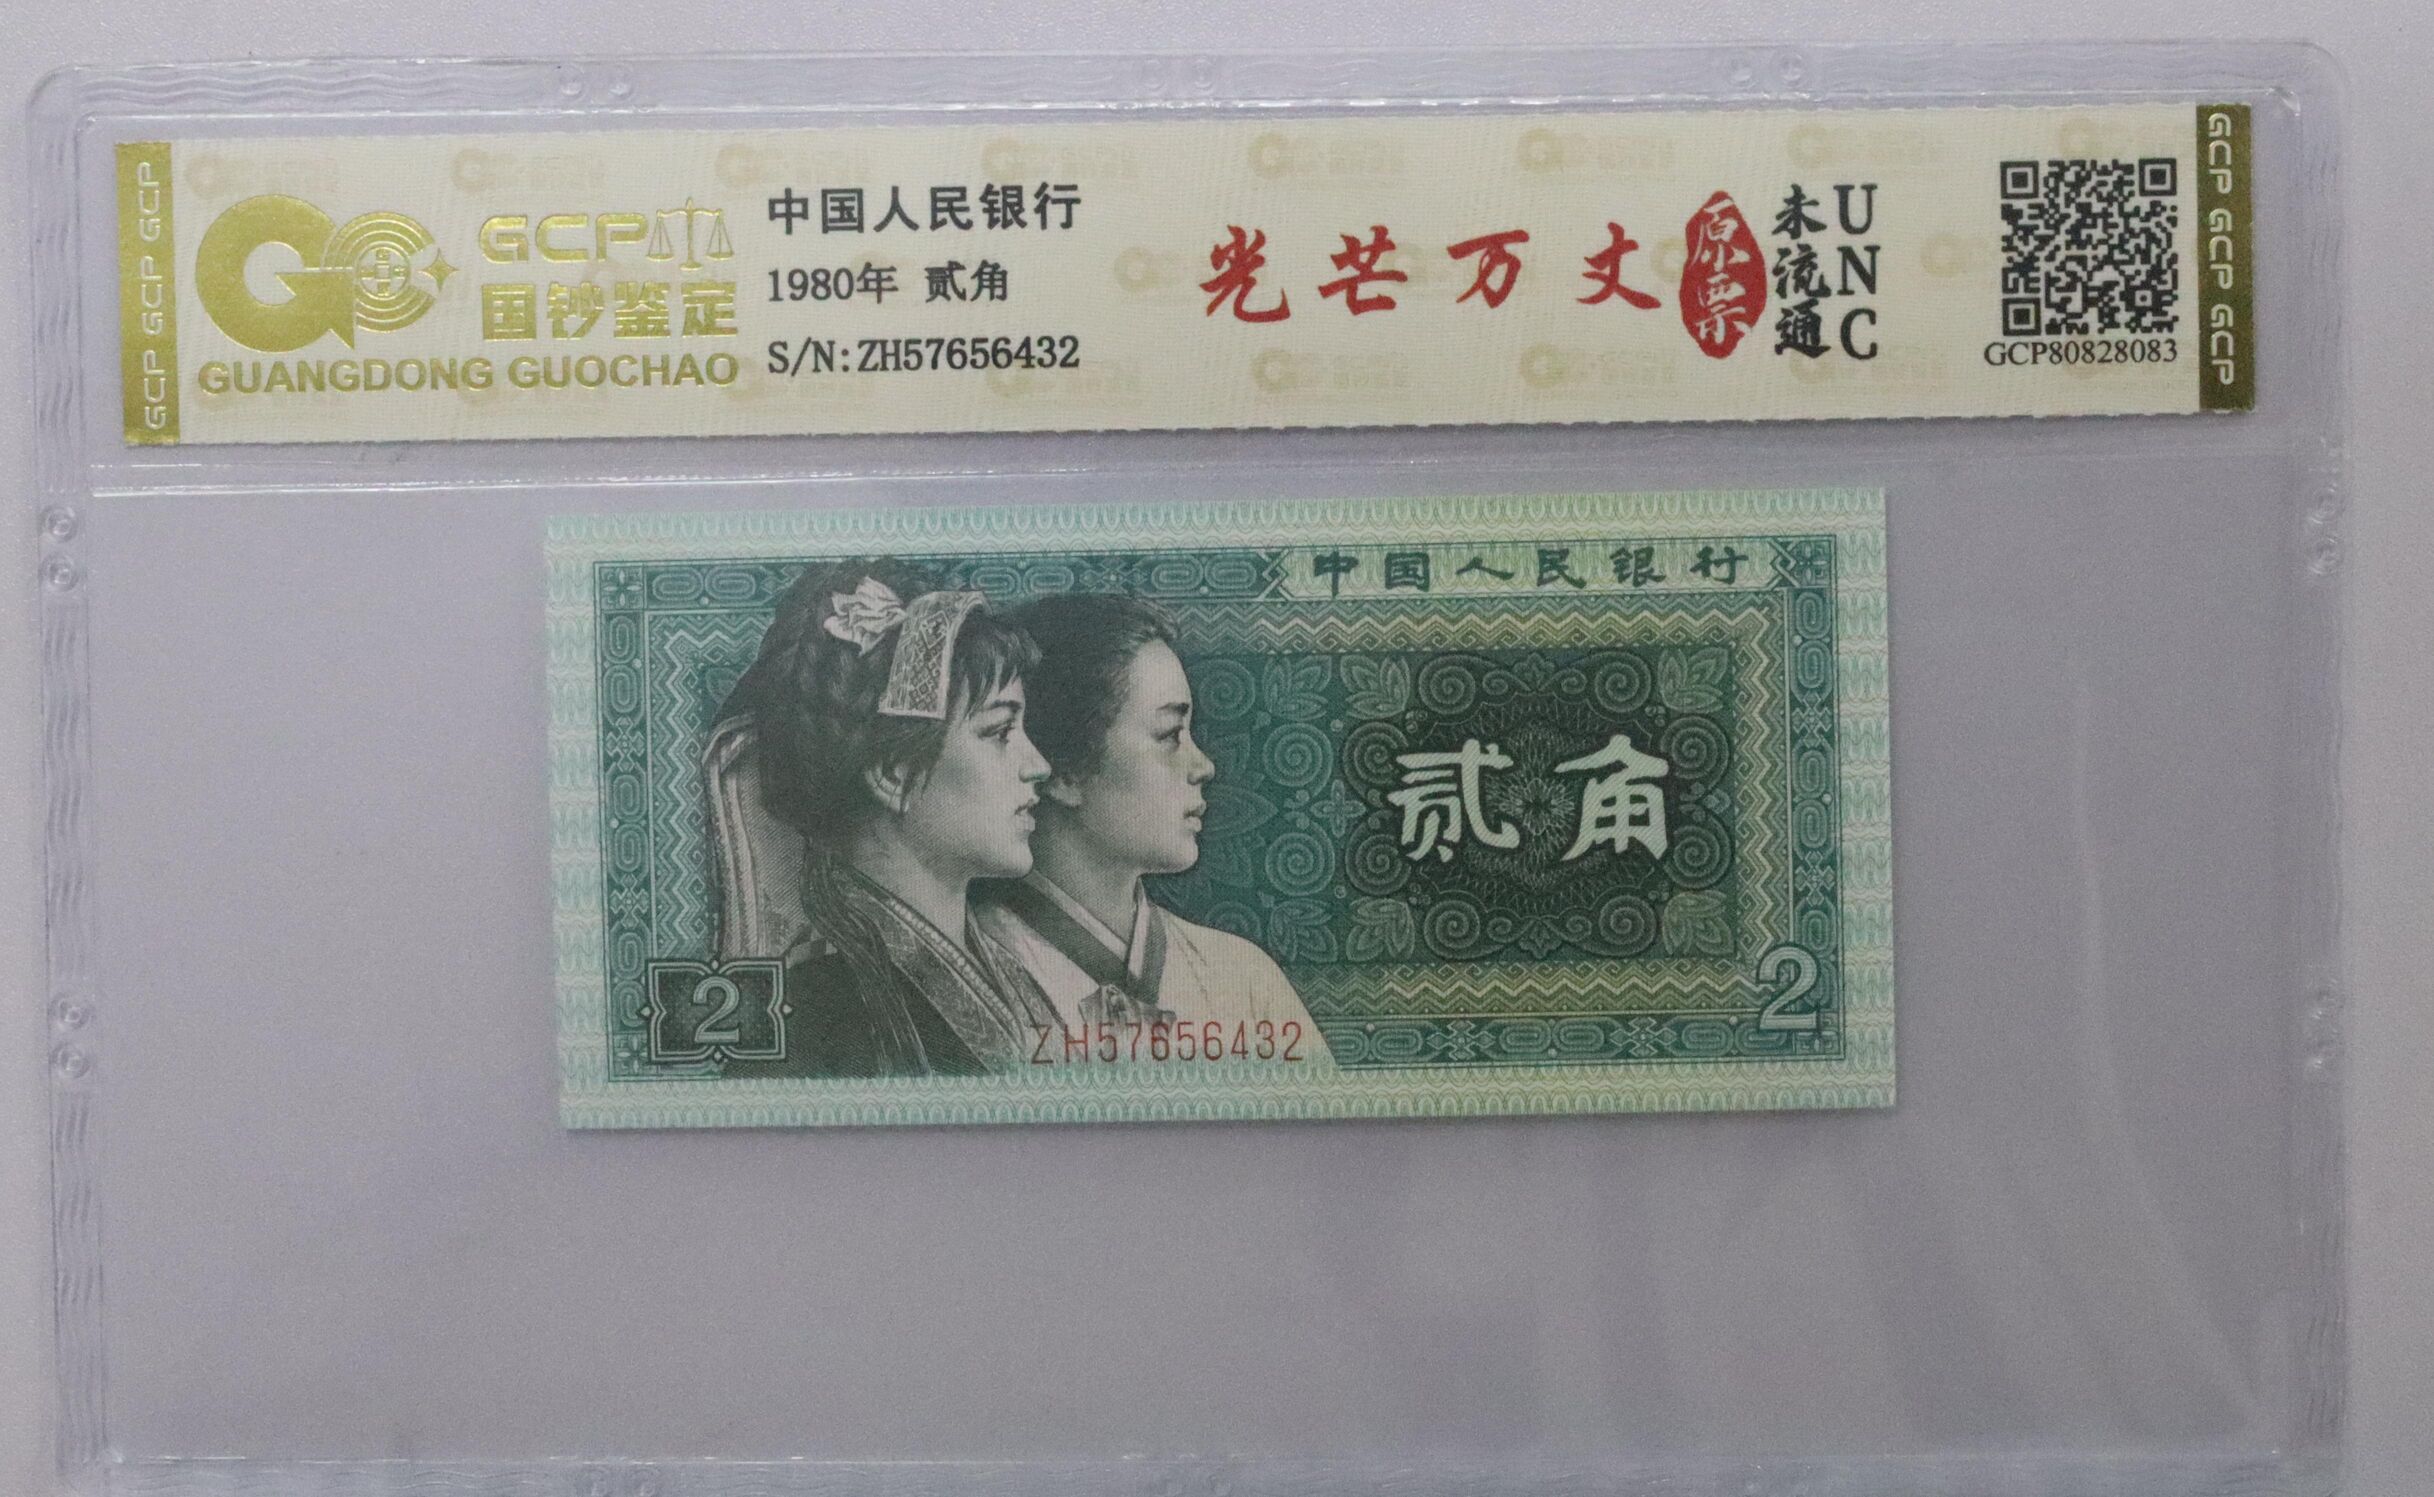 GCP GCP GCP
GCP
国钞鉴定
GUANGDONG GUOCHAO
中国人民银行
1980年 贰角
S/N:ZH57656432
光芒万丈
原票
未流通
UNC
GCP80828083
GCP GCP GCP
中国人民银行
贰角
2
2
ZH57656432